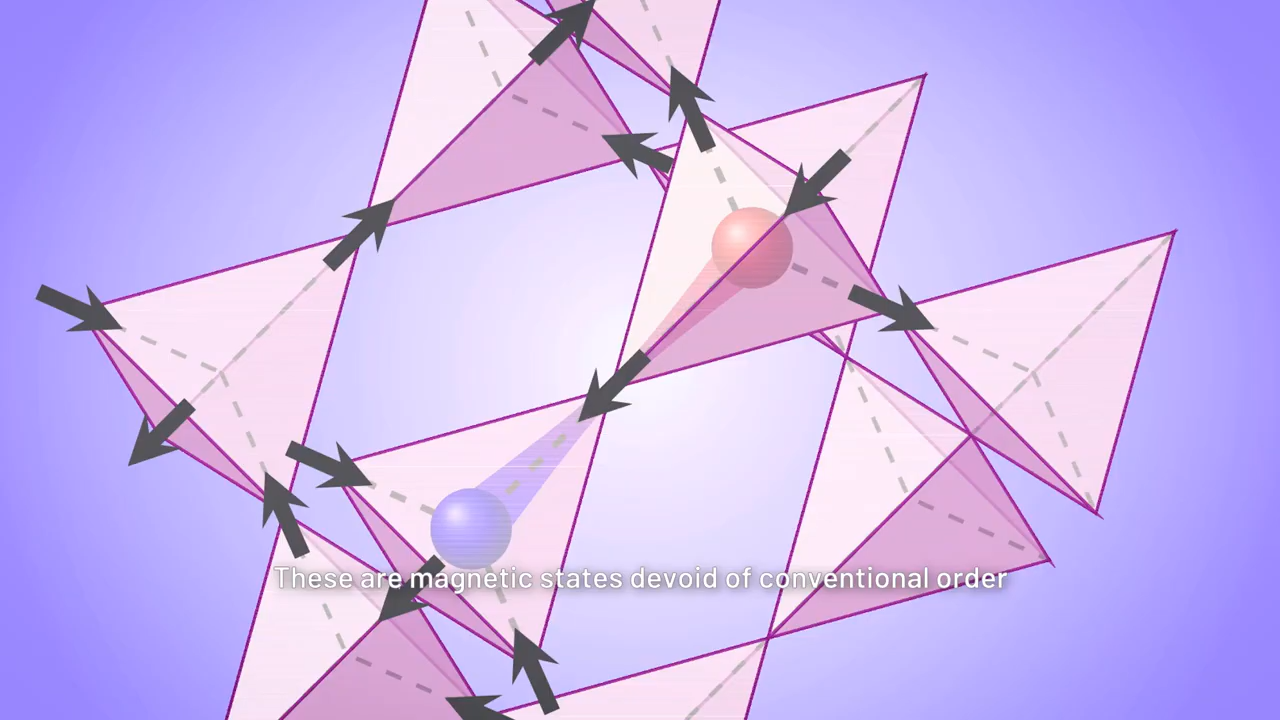 These are magnetic states devoid of conventional order